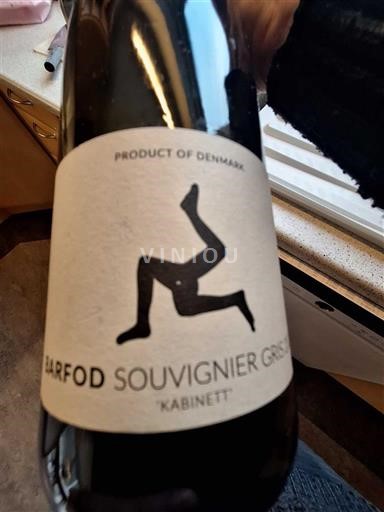 PRODUCT OF DENMARK
VINIOU
BARFOD SOUVIGNIER GRIS
"KABINETT"